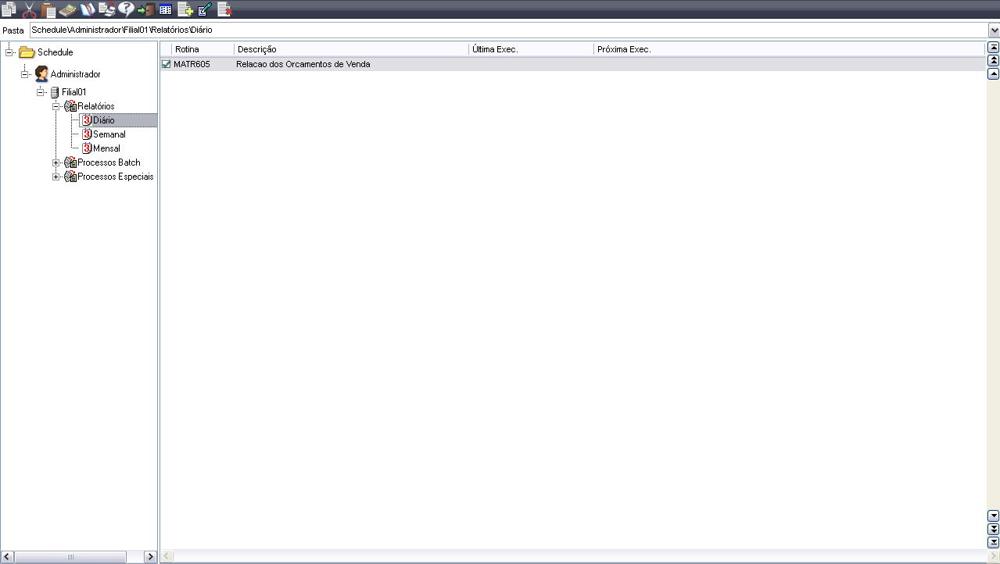 Pasta Schedule\Administrador\Filial01\Relatórios\Diário
Schedule
Administrador
Filial01
Relatórios
Diário
Semanal
Mensal
Processos Batch
Processos Especiais
Rotina Descrição Última Exec. Próxima Exec.
MATR605 Relacao dos Orcamentos de Venda